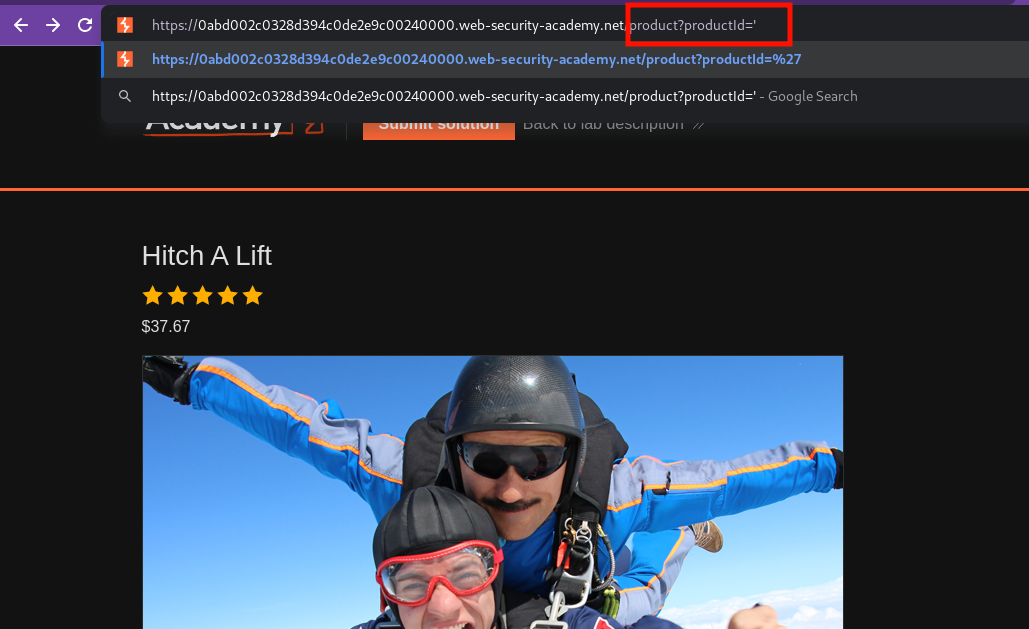 https://0abd002c0328d394c0de2e9c00240000.web-security-academy.net/product?productId='
https://0abd002c0328d394c0de2e9c00240000.web-security-academy.net/product?productId=%27
https://0abd002c0328d394c0de2e9c00240000.web-security-academy.net/product?productId=' - Google Search
Academy
Submit solution
Back to lab description
Hitch A Lift
$37.67